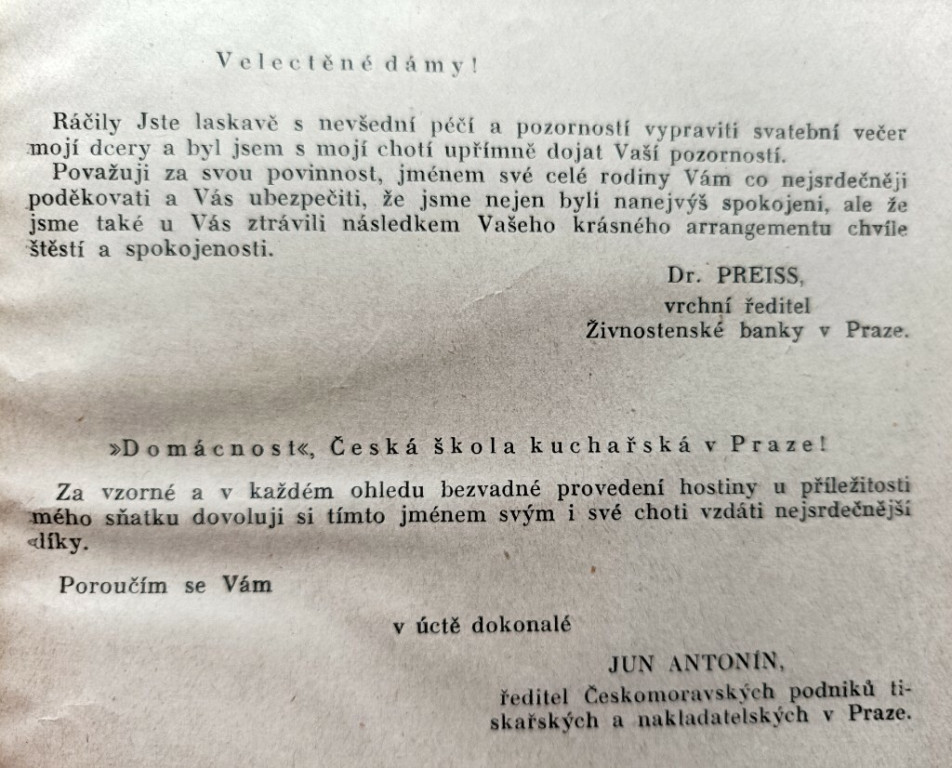 Velectěné dámy!
Ráčily Jste laskavě s nevšední péčí a pozorností vypraviti svatební večer
mojí dcery a byl jsem s mojí chotí upřímně dojat Vaší pozorností.
Považuji za svou povinnost, jménem své celé rodiny Vám co nejsrdečněji
poděkovati a Vás ubezpečiti, že jsme nejen byli nanejvýš spokojeni, ale že
jsme také u Vás ztrávili následkem Vašeho krásného arrangementu chvíle
štěstí a spokojenosti.
Dr. PREISS,
vrchní ředitel
Živnostenské banky v Praze.
»Domácnost«, Česká škola kuchařská v Praze!
Za vzorné a v každém ohledu bezvadné provedení hostiny u příležitosti
mého sňatku dovoluji si tímto jménem svým i své choti vzdáti nejsrdečnější
díky.
Poroučím se Vám
v úctě dokonalé
JUN ANTONÍN,
ředitel Českomoravských podniků ti-
skařských a nakladatelských v Praze.